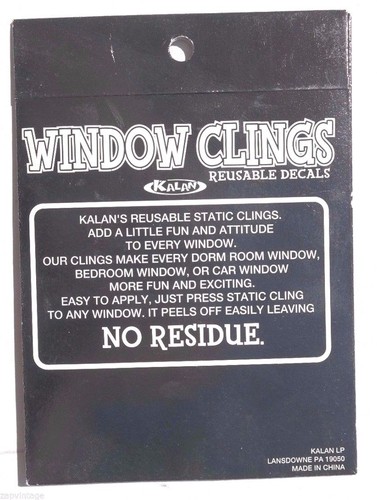 WINDOW CLINGS
KALAN REUSABLE DECALS
KALAN'S REUSABLE STATIC CLINGS.
ADD A LITTLE FUN AND ATTITUDE
TO EVERY WINDOW.
OUR CLINGS MAKE EVERY DORM ROOM WINDOW,
BEDROOM WINDOW, OR CAR WINDOW
MORE FUN AND EXCITING.
EASY TO APPLY, JUST PRESS STATIC CLING
TO ANY WINDOW. IT PEELS OFF EASILY LEAVING
NO RESIDUE.
KALAN LP
LANSDOWNE PA 19050
MADE IN CHINA
zapvintage